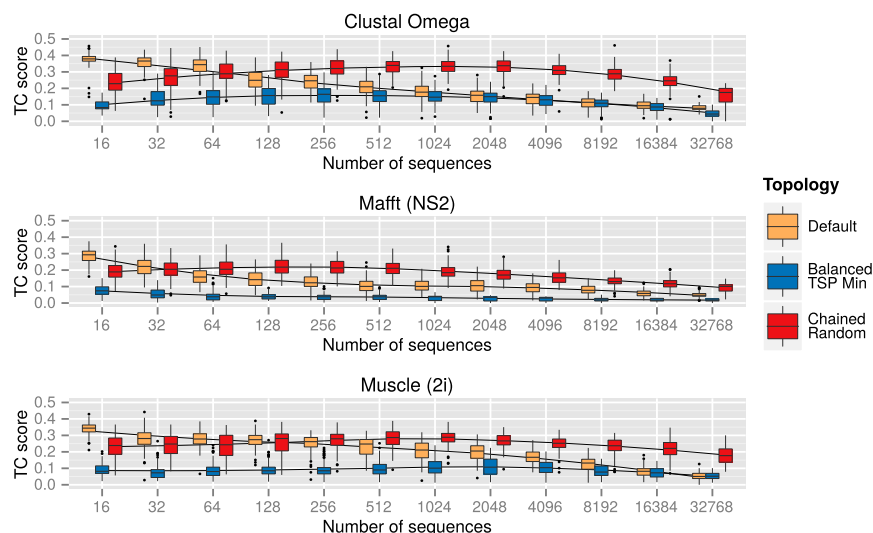 Clustal Omega
TC score
0.5
0.4
0.3
0.2
0.1
0.0
16 32 64 128 256 512 1024 2048 4096 8192 16384 32768
Number of sequences
Mafft (NS2)
TC score
0.5
0.4
0.3
0.2
0.1
0.0
16 32 64 128 256 512 1024 2048 4096 8192 16384 32768
Number of sequences
Muscle (2i)
TC score
0.5
0.4
0.3
0.2
0.1
0.0
16 32 64 128 256 512 1024 2048 4096 8192 16384 32768
Number of sequences
Topology
Default
Balanced
TSP Min
Chained
Random